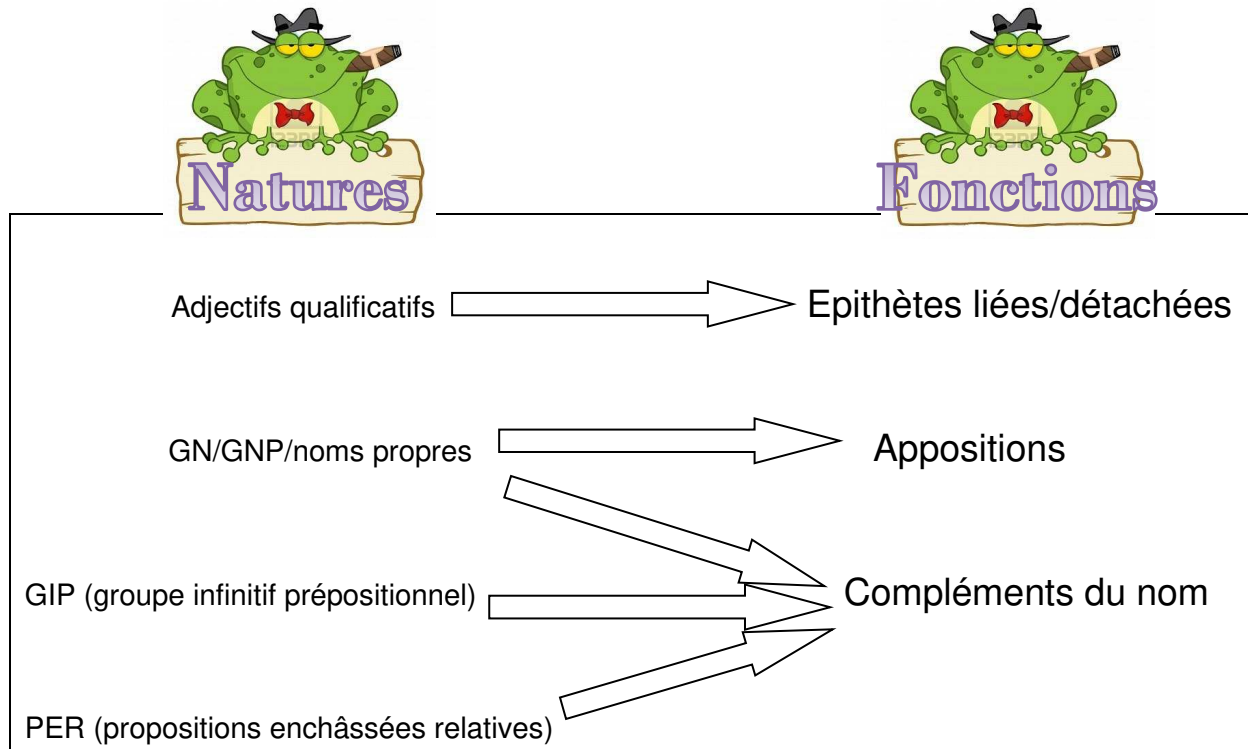 Natures
Fonctions
Adjectifs qualificatifs
Epithètes liées/détachées
GN/GNP/noms propres
Appositions
GIP (groupe infinitif prépositionnel)
Compléments du nom
PER (propositions enchâssées relatives)